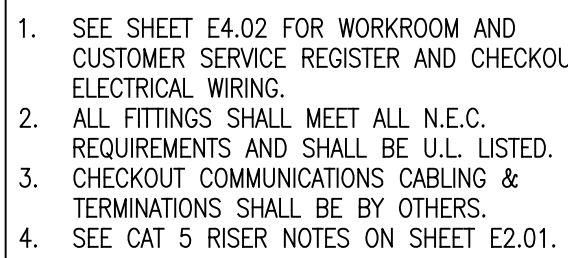 1. SEE SHEET E4.02 FOR WORKROOM AND
CUSTOMER SERVICE REGISTER AND CHECKOU
ELECTRICAL WIRING.
2. ALL FITTINGS SHALL MEET ALL N.E.C.
REQUIREMENTS AND SHALL BE U.L. LISTED.
3. CHECKOUT COMMUNICATIONS CABLING &
TERMINATIONS SHALL BE BY OTHERS.
4. SEE CAT 5 RISER NOTES ON SHEET E2.01.